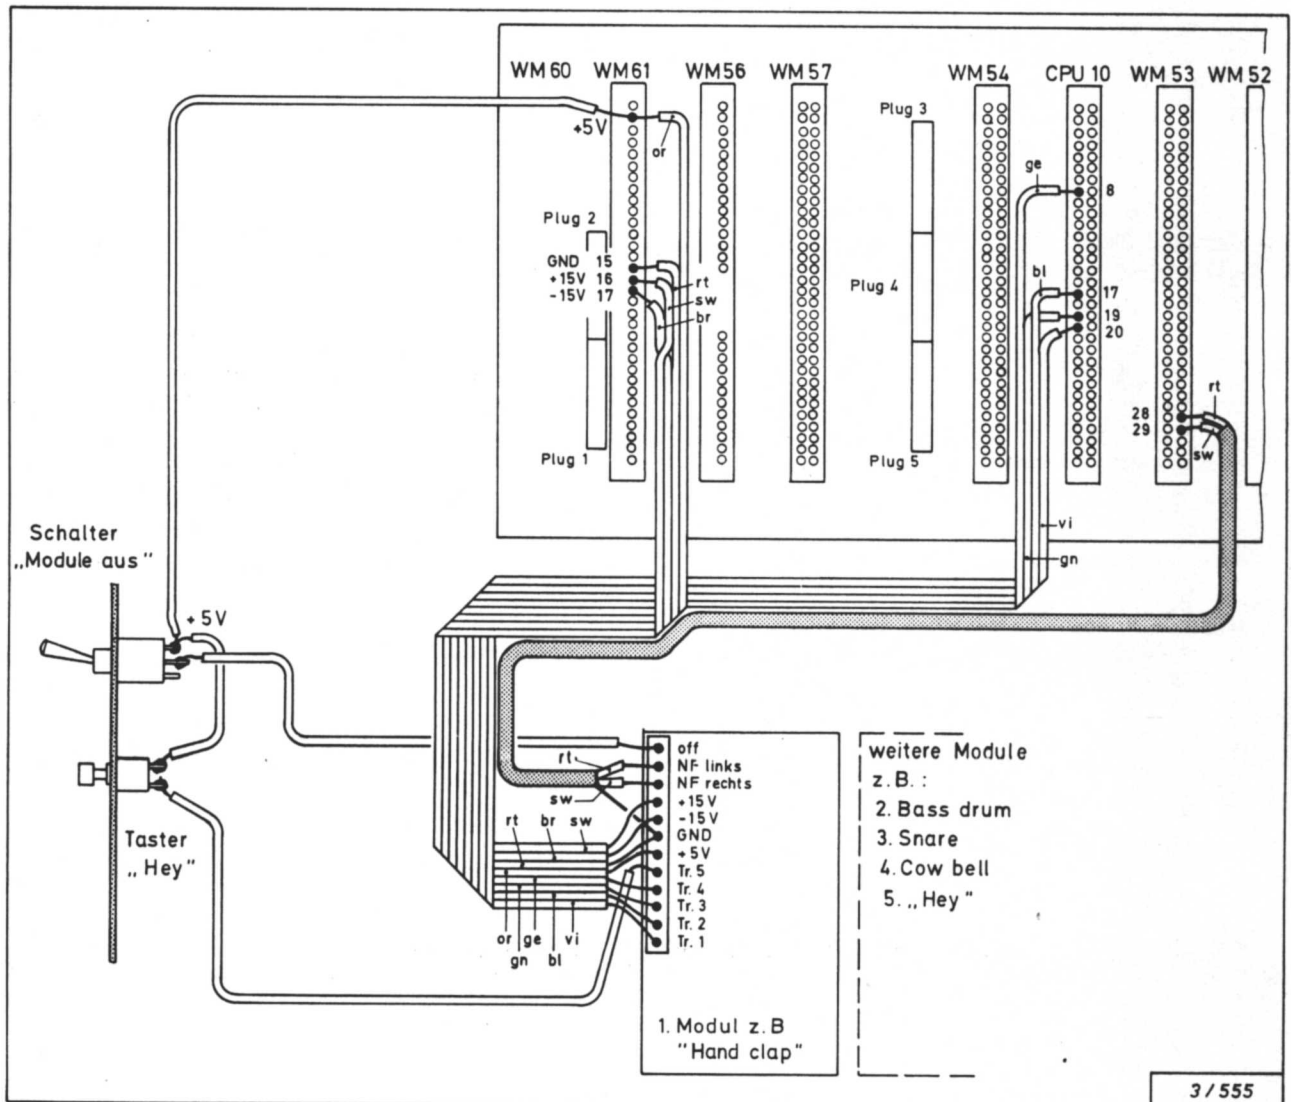 WM 60 WM 61 WM 56 WM 57 WM 54 CPU 10 WM 53 WM 52
+5V
or
Plug 3
ge
8
Plug 2
GND 15
+15V 16
-15V 17
rt
sw
br
Plug 4
bl
17
19
20
rt
28
29
sw
Plug 1
Plug 5
vi
gn
Schalter
„Module aus"
+5V
Taster
„Hey"
rt
sw
rt br sw
or
gn
ge
bl
vi
off
NF links
NF rechts
+15V
-15V
GND
+5V
Tr. 5
Tr. 4
Tr. 3
Tr. 2
Tr. 1
1. Modul z.B
"Hand clap"
weitere Module
z.B. :
2. Bass drum
3. Snare
4. Cow bell
5. „Hey"
3/555